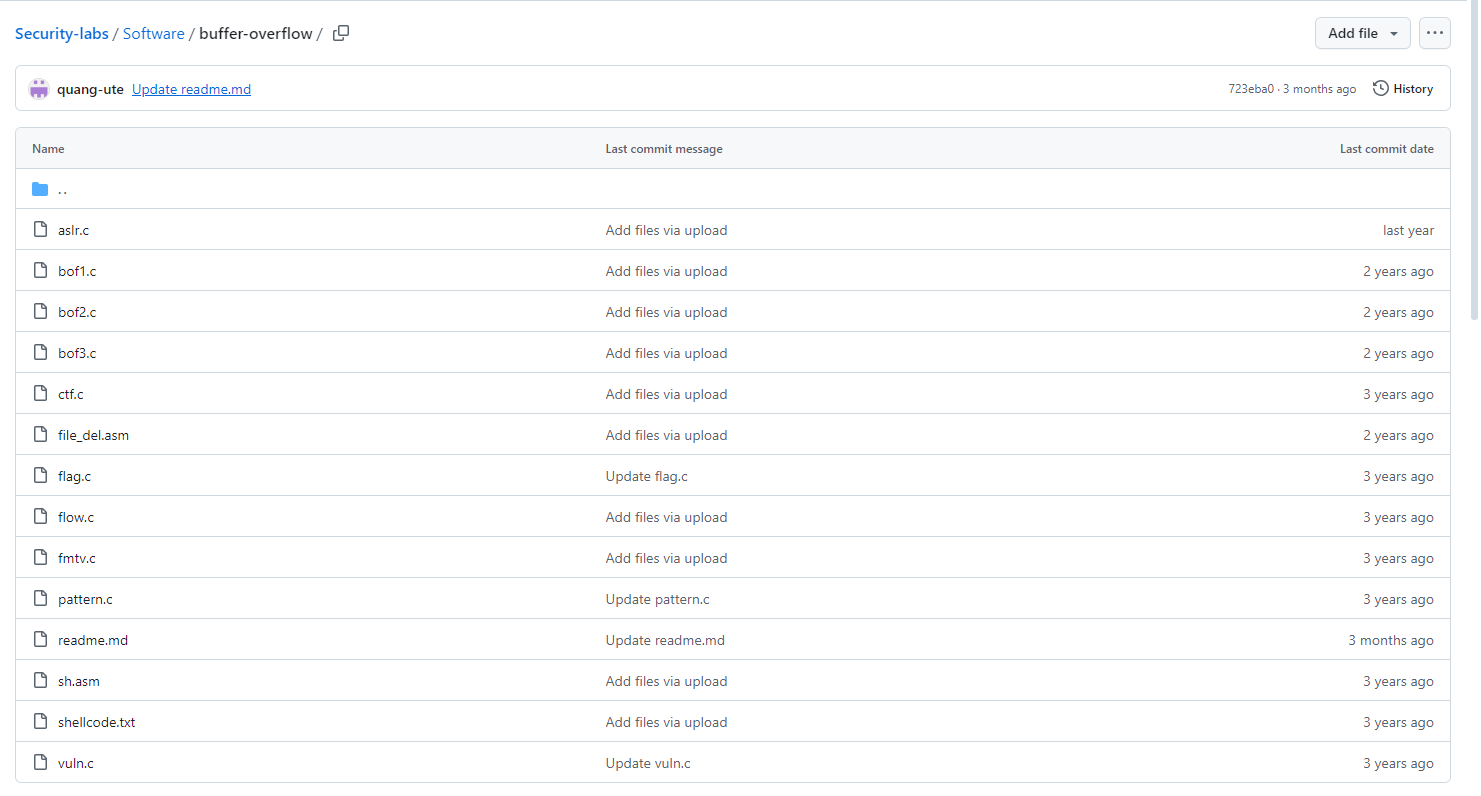 Security-labs / Software / buffer-overflow /
Add file
quang-ute Update readme.md
723eba0 · 3 months ago History
Name Last commit message Last commit date
..
aslr.c Add files via upload last year
bof1.c Add files via upload 2 years ago
bof2.c Add files via upload 2 years ago
bof3.c Add files via upload 2 years ago
ctf.c Add files via upload 3 years ago
file_del.asm Add files via upload 2 years ago
flag.c Update flag.c 3 years ago
flow.c Add files via upload 3 years ago
fmtv.c Add files via upload 3 years ago
pattern.c Update pattern.c 3 years ago
readme.md Update readme.md 3 months ago
sh.asm Add files via upload 3 years ago
shellcode.txt Add files via upload 3 years ago
vuln.c Update vuln.c 3 years ago